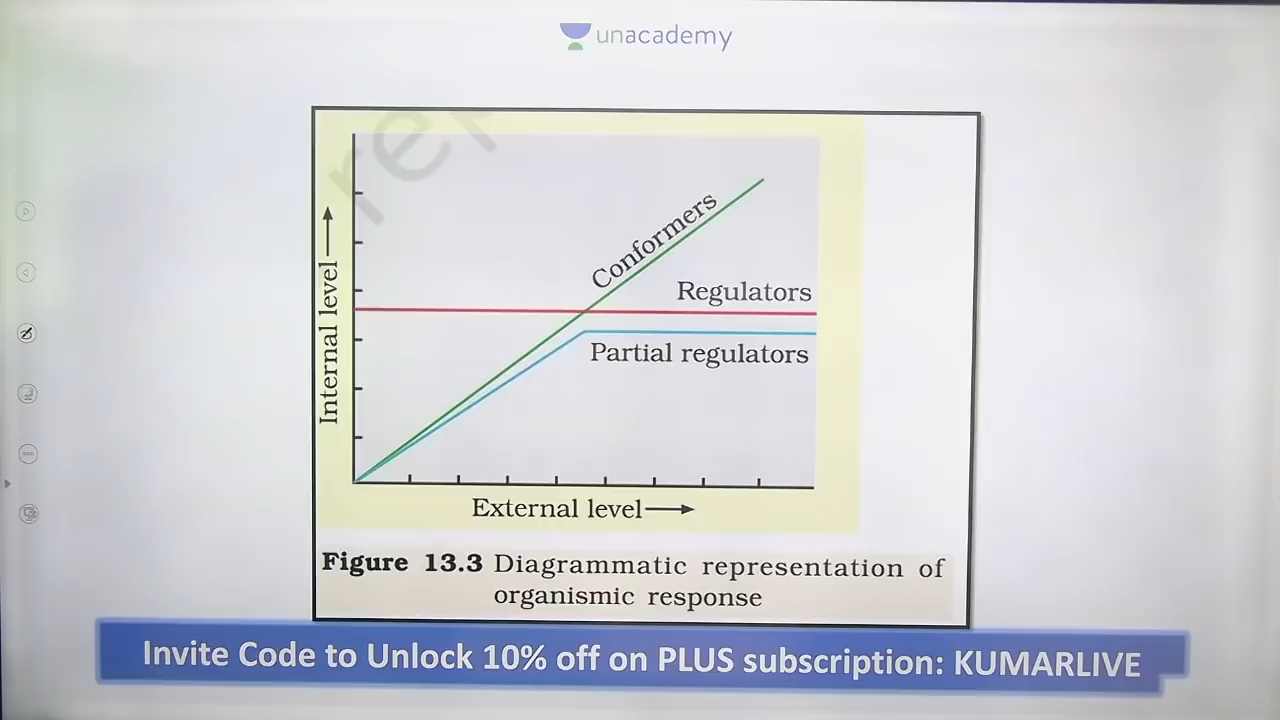 unacademy
rep
Conformers
Regulators
Partial regulators
Internal level
External level
Figure 13.3 Diagrammatic representation of
organismic response
Invite Code to Unlock 10% off on PLUS subscription: KUMARLIVE